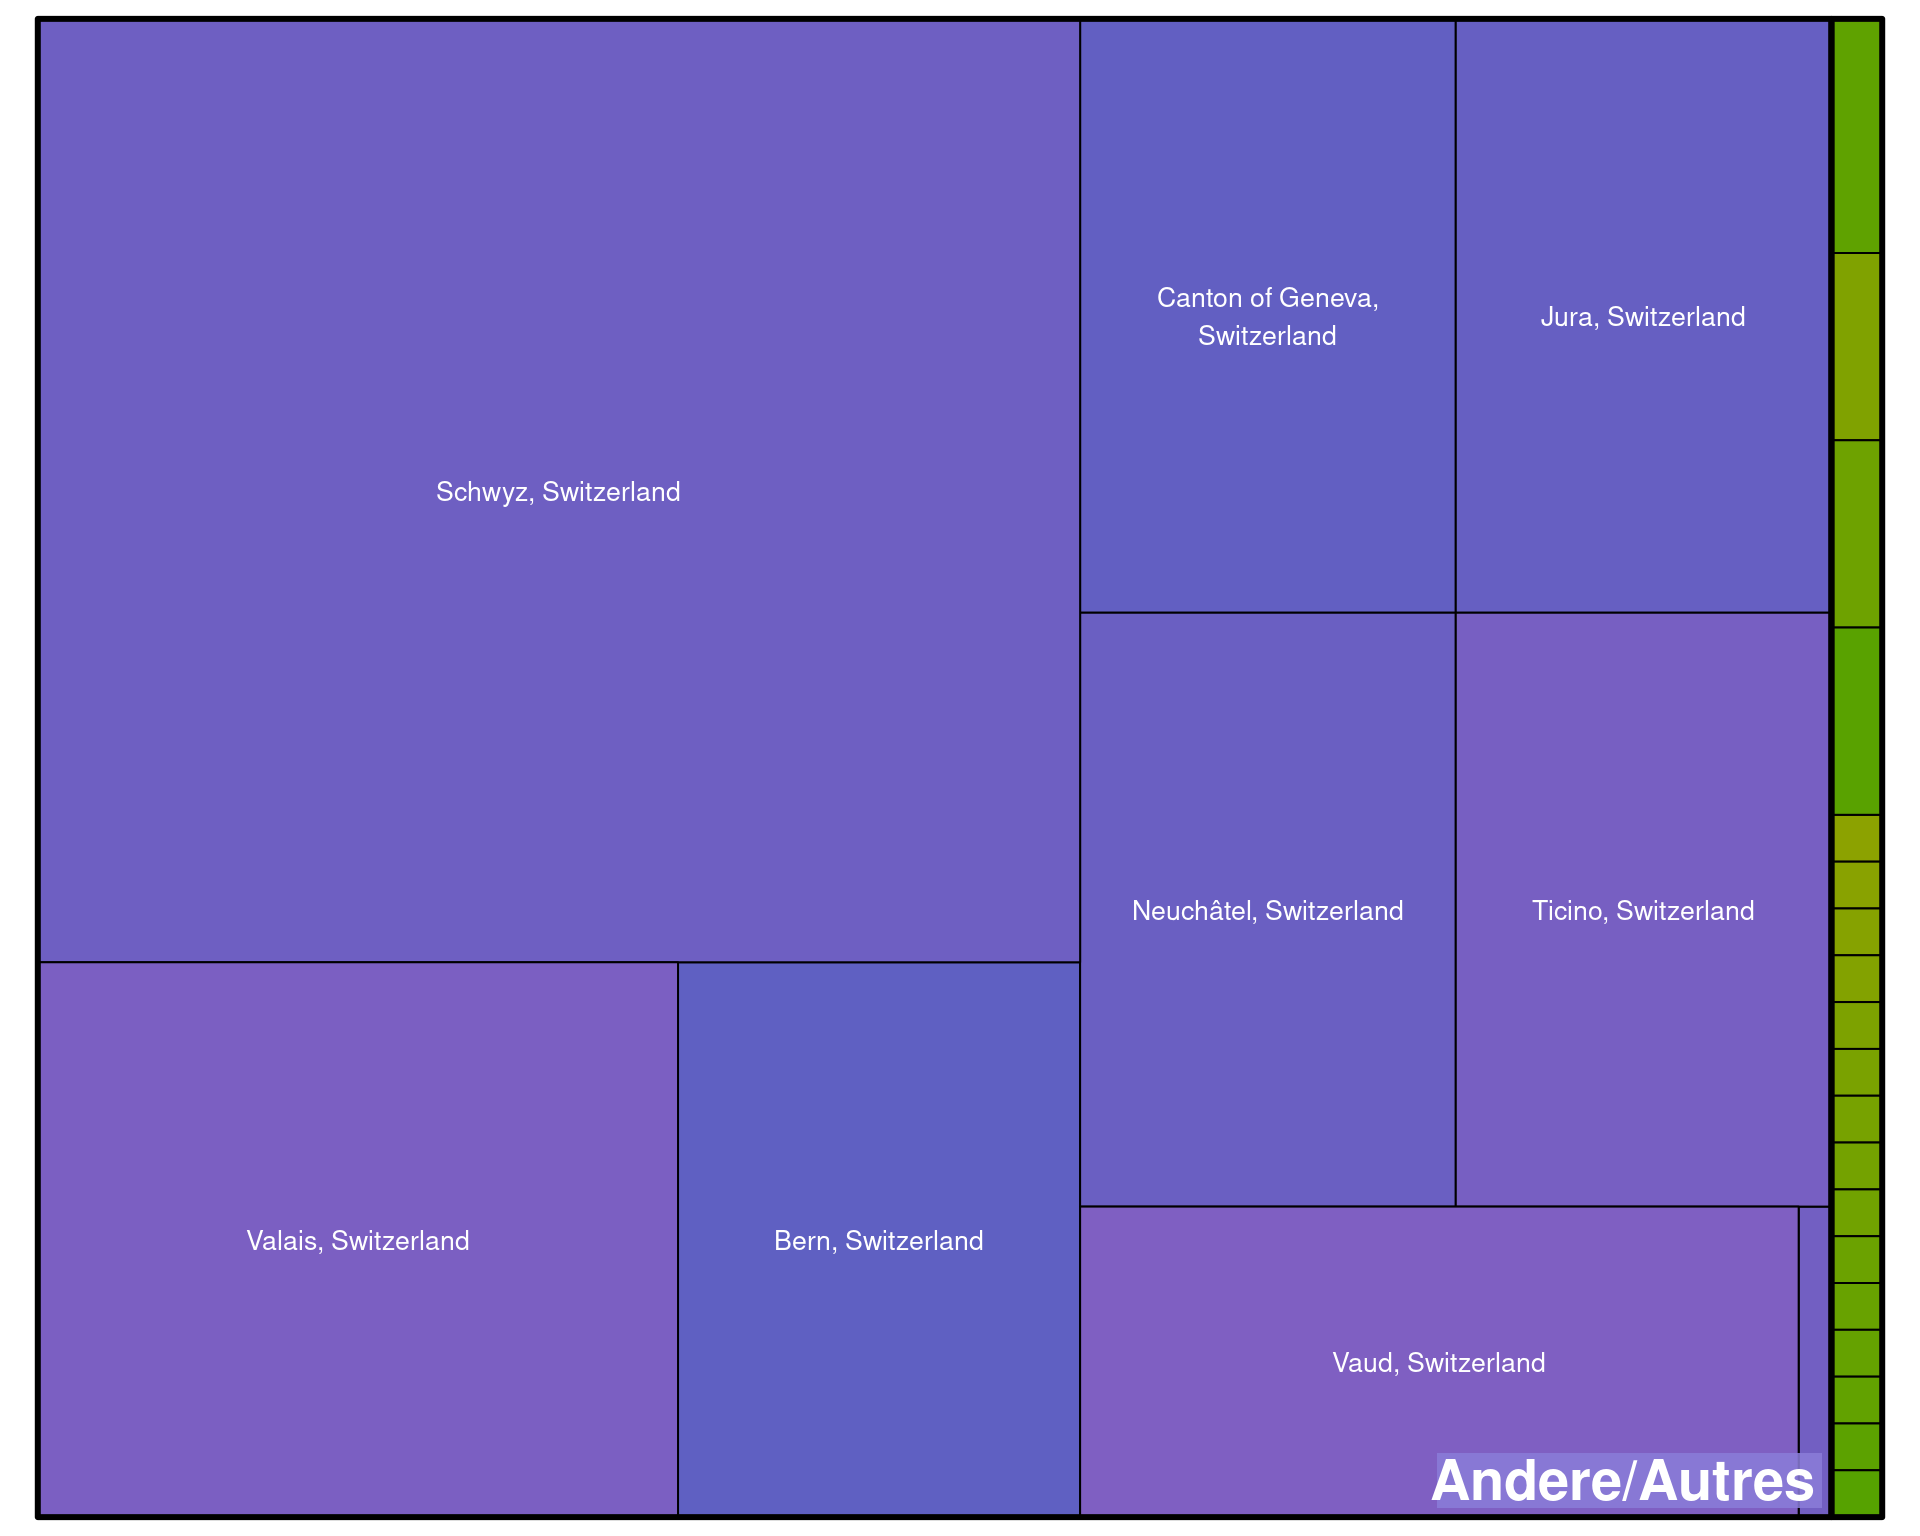 Schwyz, Switzerland
Canton of Geneva,
Switzerland
Jura, Switzerland
Neuchâtel, Switzerland
Ticino, Switzerland
Valais, Switzerland
Bern, Switzerland
Vaud, Switzerland
Andere/Autres